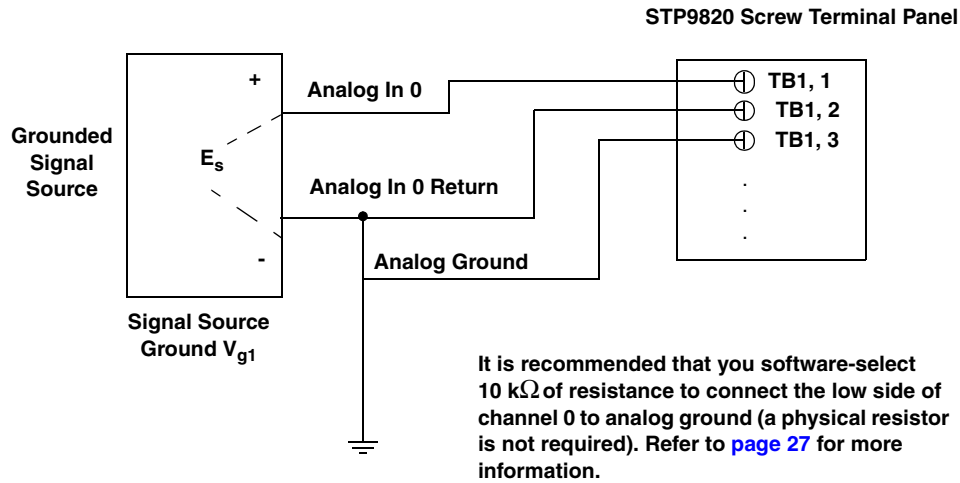 STP9820 Screw Terminal Panel
+
Analog In 0
TB1, 1
TB1, 2
TB1, 3
Grounded
Signal
Source
Es
Analog In 0 Return
-
Analog Ground
Signal Source
Ground Vg1
It is recommended that you software-select
10 kΩ of resistance to connect the low side of
channel 0 to analog ground (a physical resistor
is not required). Refer to page 27 for more
information.